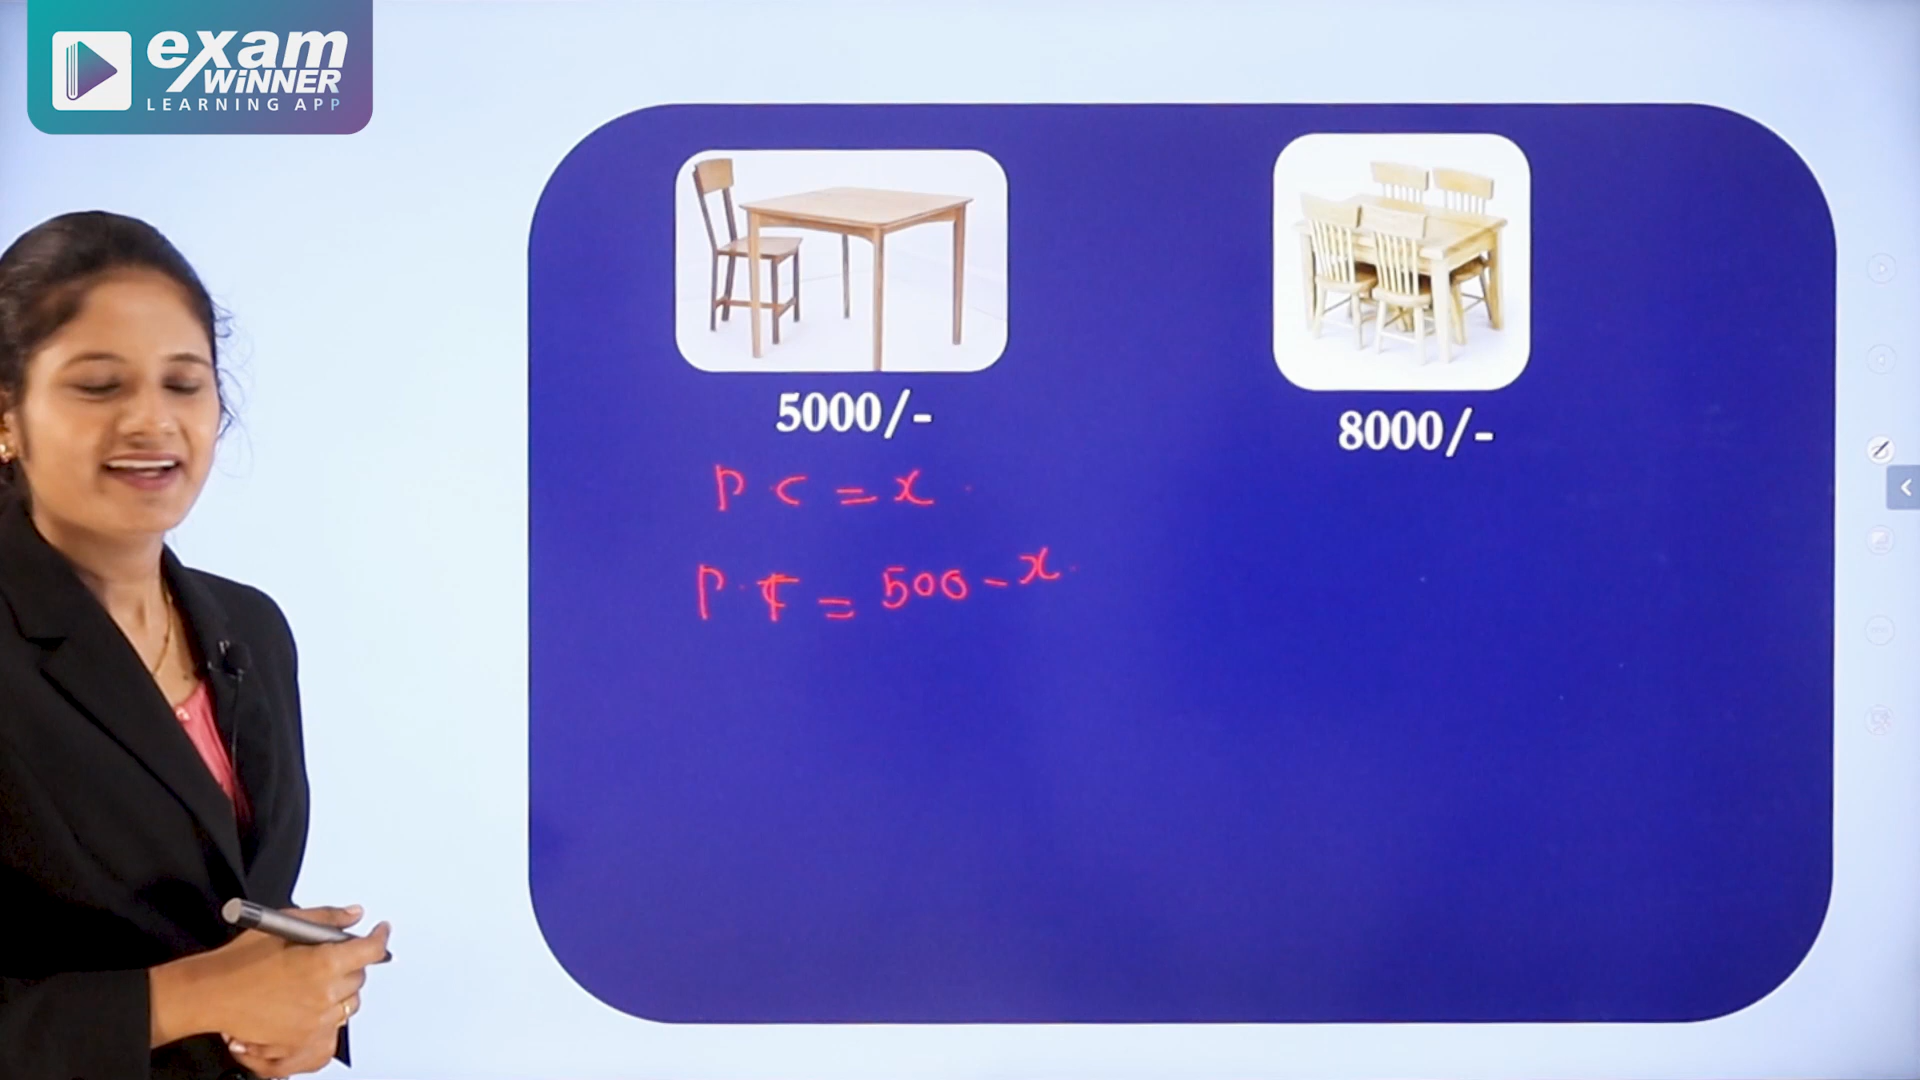 exam
WiNNER
LEARNING APP
5000/-
8000/-
P C = x
P. T = 500 - x